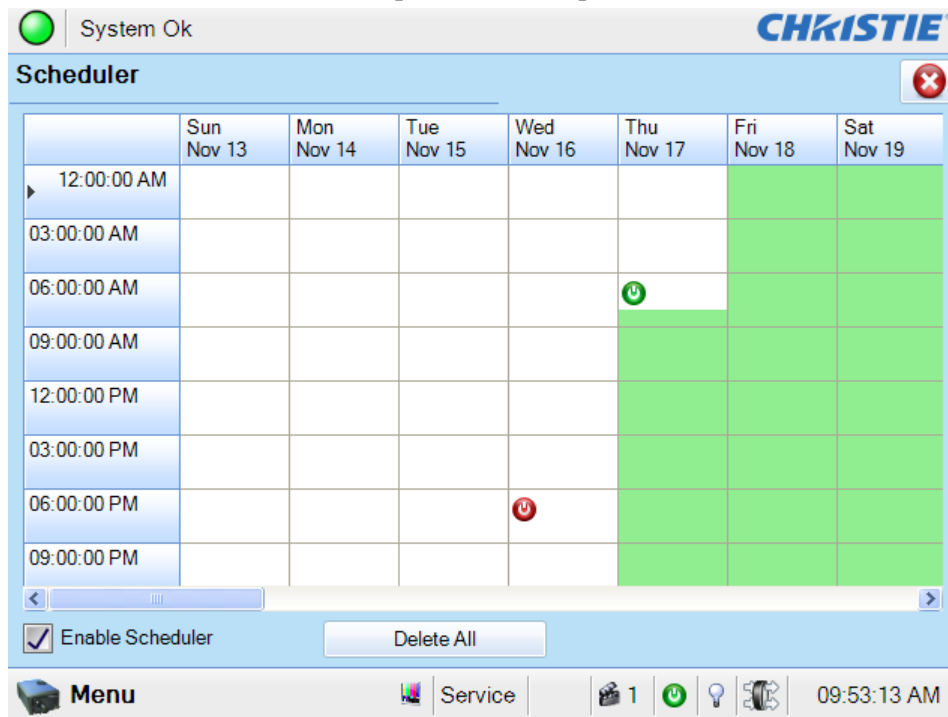 System Ok
CHRISTIE
Scheduler
Sun Mon Tue Wed Thu Fri Sat
Nov 13 Nov 14 Nov 15 Nov 16 Nov 17 Nov 18 Nov 19
12:00:00 AM
03:00:00 AM
06:00:00 AM
09:00:00 AM
12:00:00 PM
03:00:00 PM
06:00:00 PM
09:00:00 PM
Enable Scheduler Delete All
Menu Service 1 09:53:13 AM